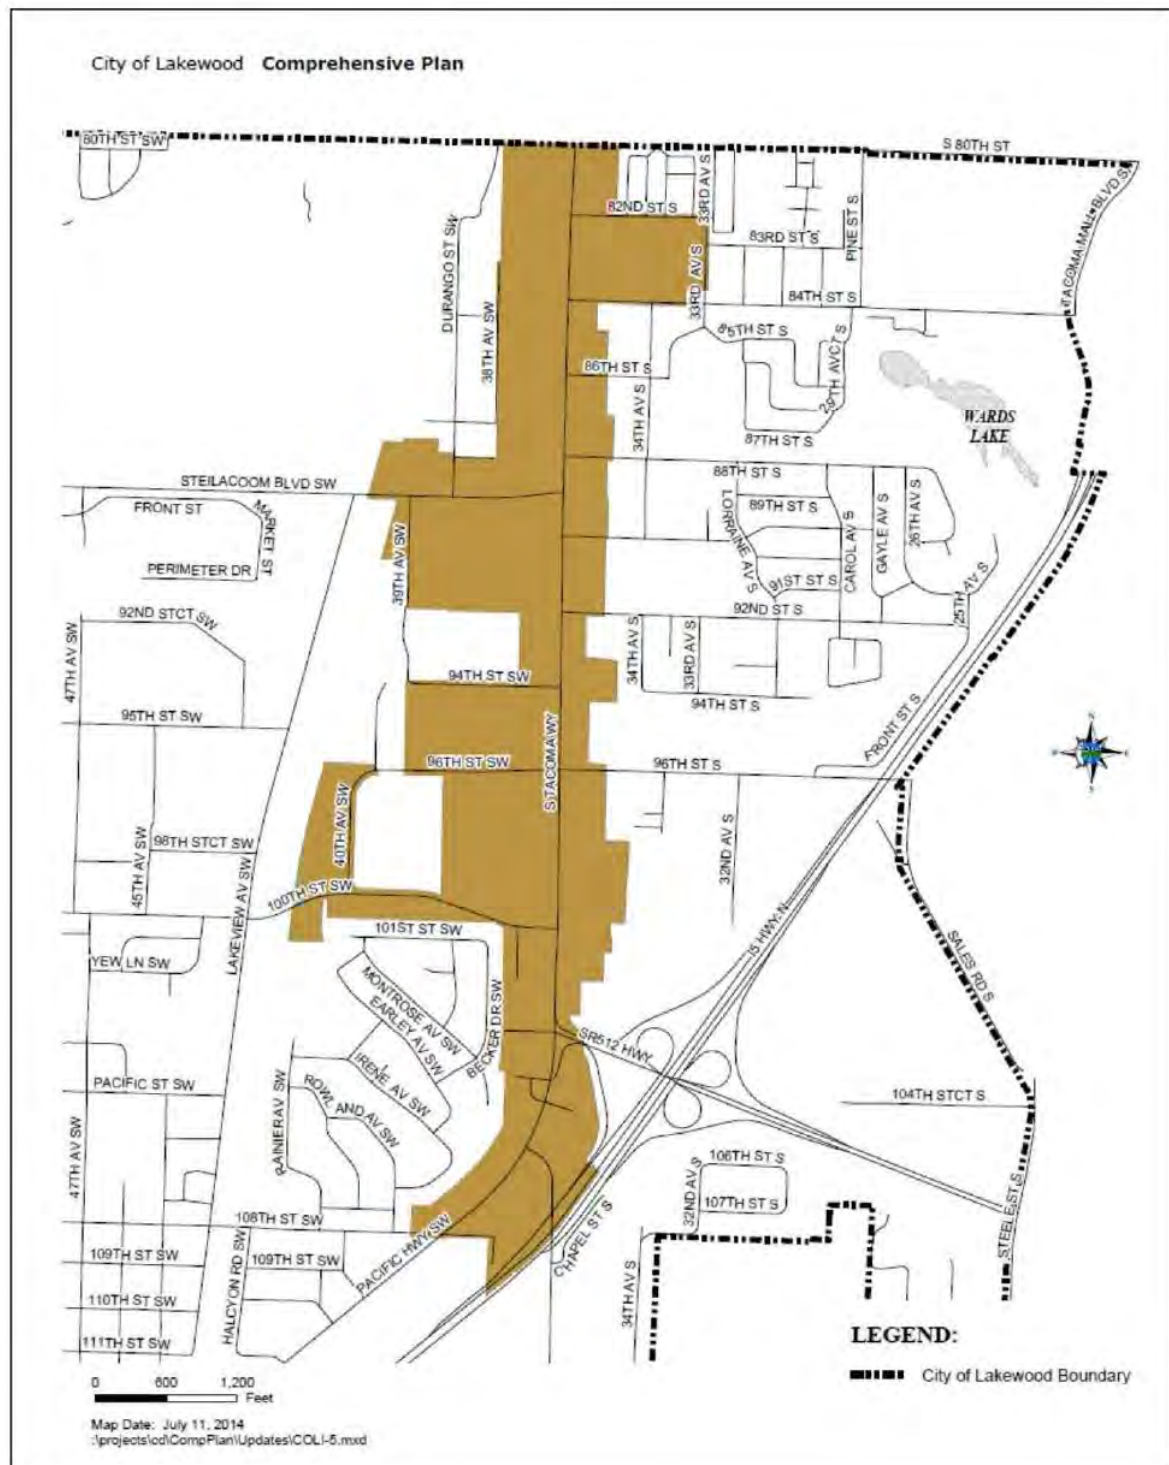 City of Lakewood Comprehensive Plan
80TH ST SW
S 80TH ST
TACOMA MALL BLVD S
DURANGO ST SW
82ND ST S
33RD AV S
83RD ST S
PINE ST S
33RD AV S
84TH ST S
38TH AV SW
85TH ST S
86TH ST S
29TH AVCT S
34TH AV S
WARDS
LAKE
87TH ST S
STEILACOOM BLVD SW
88TH ST S
FRONT ST
MARKET ST
89TH ST S
LORRAINE AV S
CAROL AV S
GAYLE AV S
26TH AV S
39TH AV SW
PERIMETER DR
91ST ST S
25TH AV S
92ND STCT SW
92ND ST S
47TH AV SW
34TH AV S
33RD AV S
94TH ST SW
94TH ST S
95TH ST SW
FRONT ST S
S TACOMA WY
96TH ST SW
96TH ST S
40TH AV SW
98TH STCT SW
45TH AV SW
32ND AV S
100TH ST SW
LAKEVIEW AV SW
I5 HWY N
101ST ST SW
SALES RD S
YEW LN SW
MONTROSE AV SW
EARLEY AV SW
BECKER DR SW
SR512 HWY
IRENE AV SW
PACIFIC ST SW
ROWLAND AV SW
RAINIER AV SW
104TH STCT S
47TH AV SW
106TH ST S
32ND AV S
107TH ST S
STEELE ST S
108TH ST SW
PACIFIC HWY SW
CHAPEL ST S
109TH ST SW
HALCYON RD SW
109TH ST SW
34TH AV S
110TH ST SW
111TH ST SW
LEGEND:
City of Lakewood Boundary
0 600 1,200
Feet
Map Date: July 11, 2014
:\projects\cd\CompPlan\Updates\COLI-5.mxd